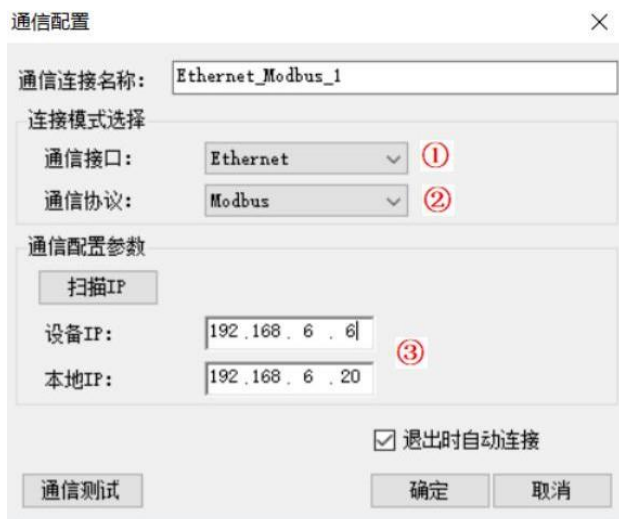 通信配置
通信连接名称: Ethernet_Modbus_1
连接模式选择
通信接口: Ethernet ①
通信协议: Modbus ②
通信配置参数
扫描IP
设备IP: 192 .168 . 6 . 6
③
本地IP: 192 .168 . 6 .20
退出时自动连接
通信测试 确定 取消